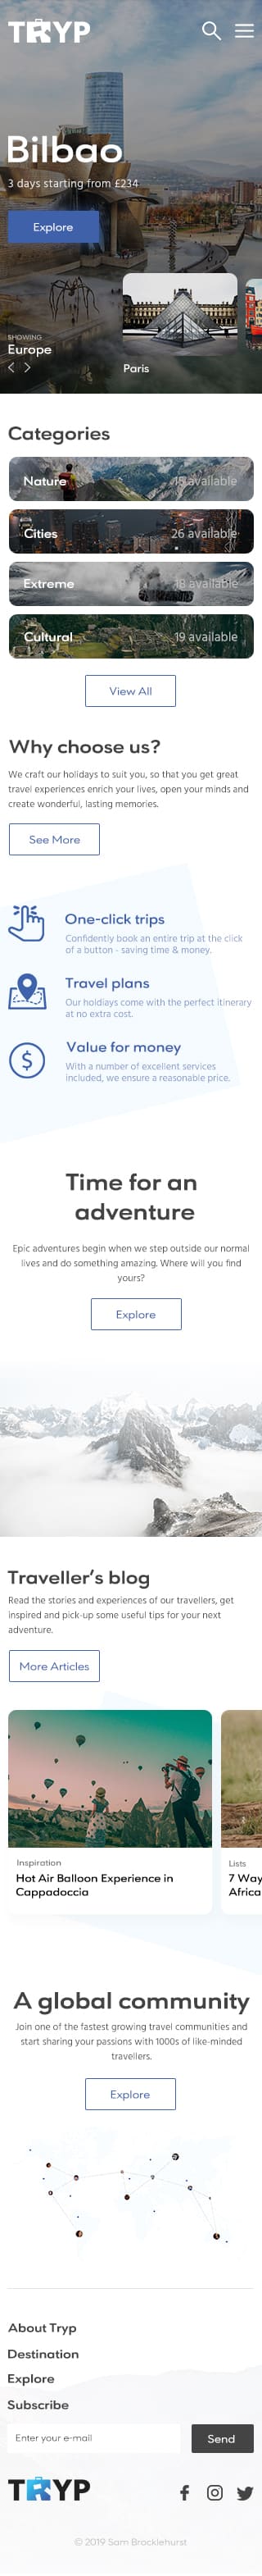 TRYP
Bilbao
3 days starting from £234
Explore
SHOWING
Europe
Paris
Categories
Nature
18 available
Cities
26 available
Extreme
18 available
Cultural
19 available
View All
Why choose us?
We craft our holidays to suit you, so that you get great
travel experiences enrich your lives, open your minds and
create wonderful, lasting memories.
See More
One-click trips
Confidently book an entire trip at the click
of a button - saving time & money.
Travel plans
Our holdiays come with the perfect itinerary
at no extra cost.
Value for money
With a number of excellent services
included, we ensure a reasonable price.
Time for an
adventure
Epic adventures begin when we step outside our normal
lives and do something amazing. Where will you find
yours?
Explore
Traveller's blog
Read the stories and experiences of our travellers, get
inspired and pick-up some useful tips for your next
adventure.
More Articles
Inspiration
Hot Air Balloon Experience in
Cappadoccia
Lists
7 Way
Africa
A global community
Join one of the fastest growing travel communities and
start sharing your passions with 1000s of like-minded
travellers.
Explore
About Tryp
Destination
Explore
Subscribe
Enter your e-mail
Send
TRYP
© 2019 Sam Brocklehurst